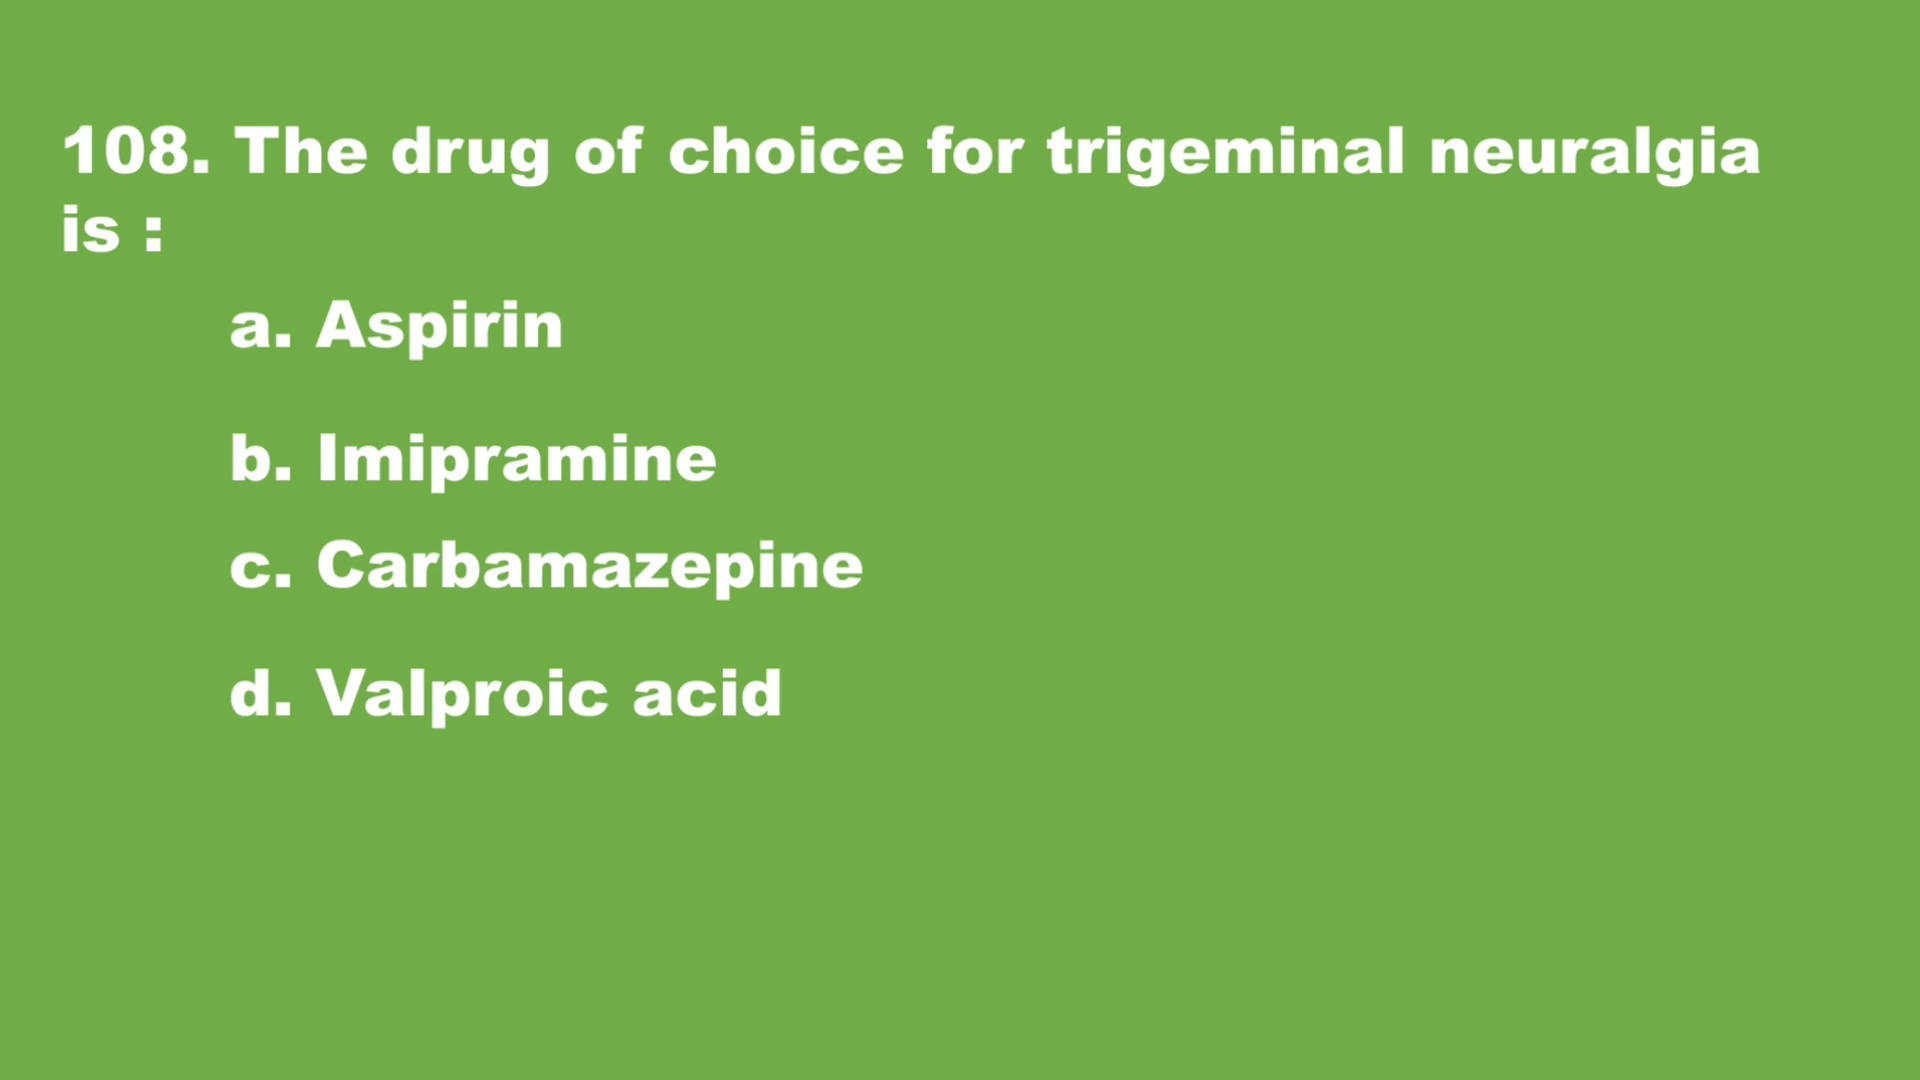 108. The drug of choice for trigeminal neuralgia
is :
a. Aspirin
b. Imipramine
c. Carbamazepine
d. Valproic acid